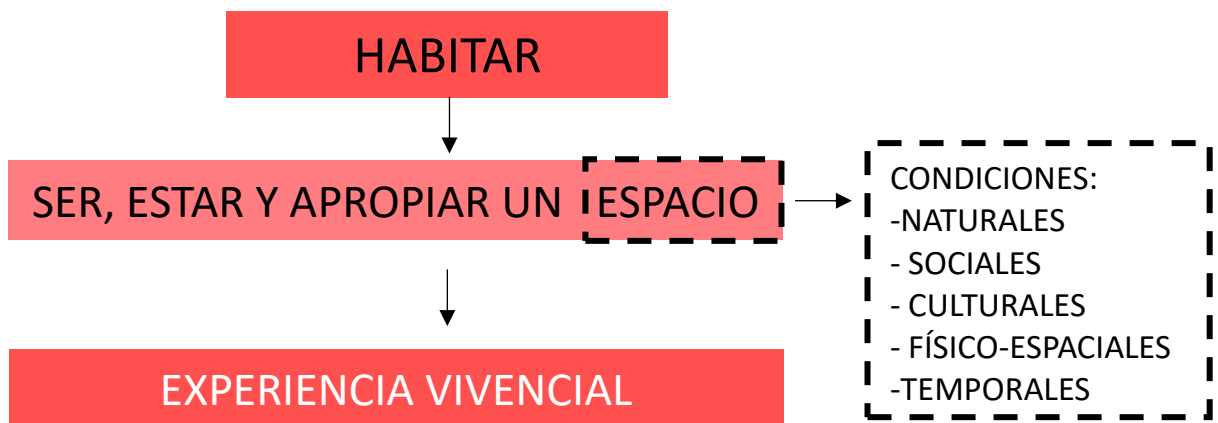 HABITAR
SER, ESTAR Y APROPIAR UN ESPACIO
CONDICIONES:
-NATURALES
- SOCIALES
- CULTURALES
- FÍSICO-ESPACIALES
-TEMPORALES
EXPERIENCIA VIVENCIAL